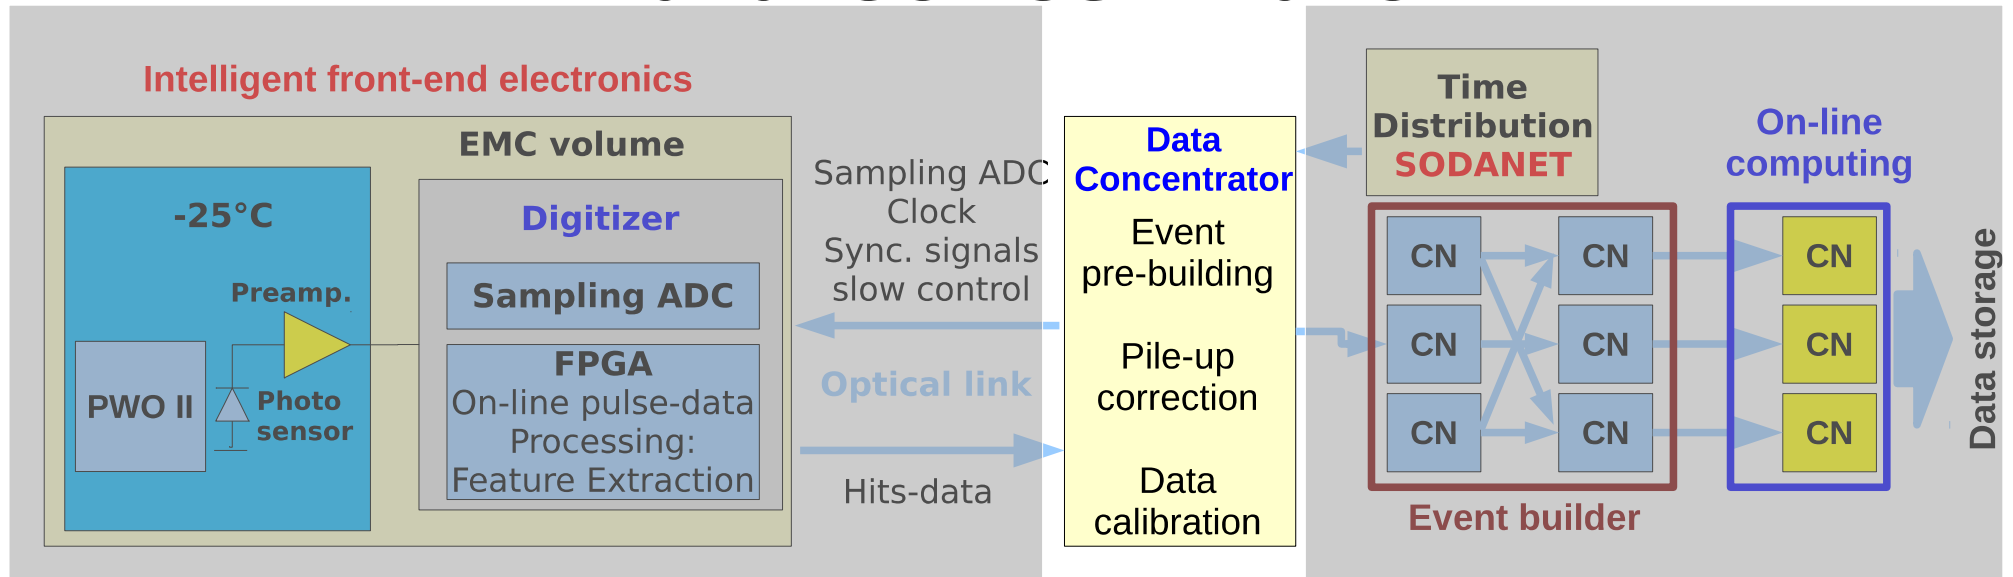 Intelligent front-end electronics
EMC volume
-25°C
Preamp.
PWO II
Photo
sensor
Digitizer
Sampling ADC
FPGA
On-line pulse-data
Processing:
Feature Extraction
Sampling ADC
Clock
Sync. signals
slow control
Optical link
Hits-data
Data
Concentrator
Event
pre-building
Pile-up
correction
Data
calibration
Time
Distribution
SODANET
CN
CN
CN
CN
CN
CN
Event builder
On-line
computing
CN
CN
CN
Data storage